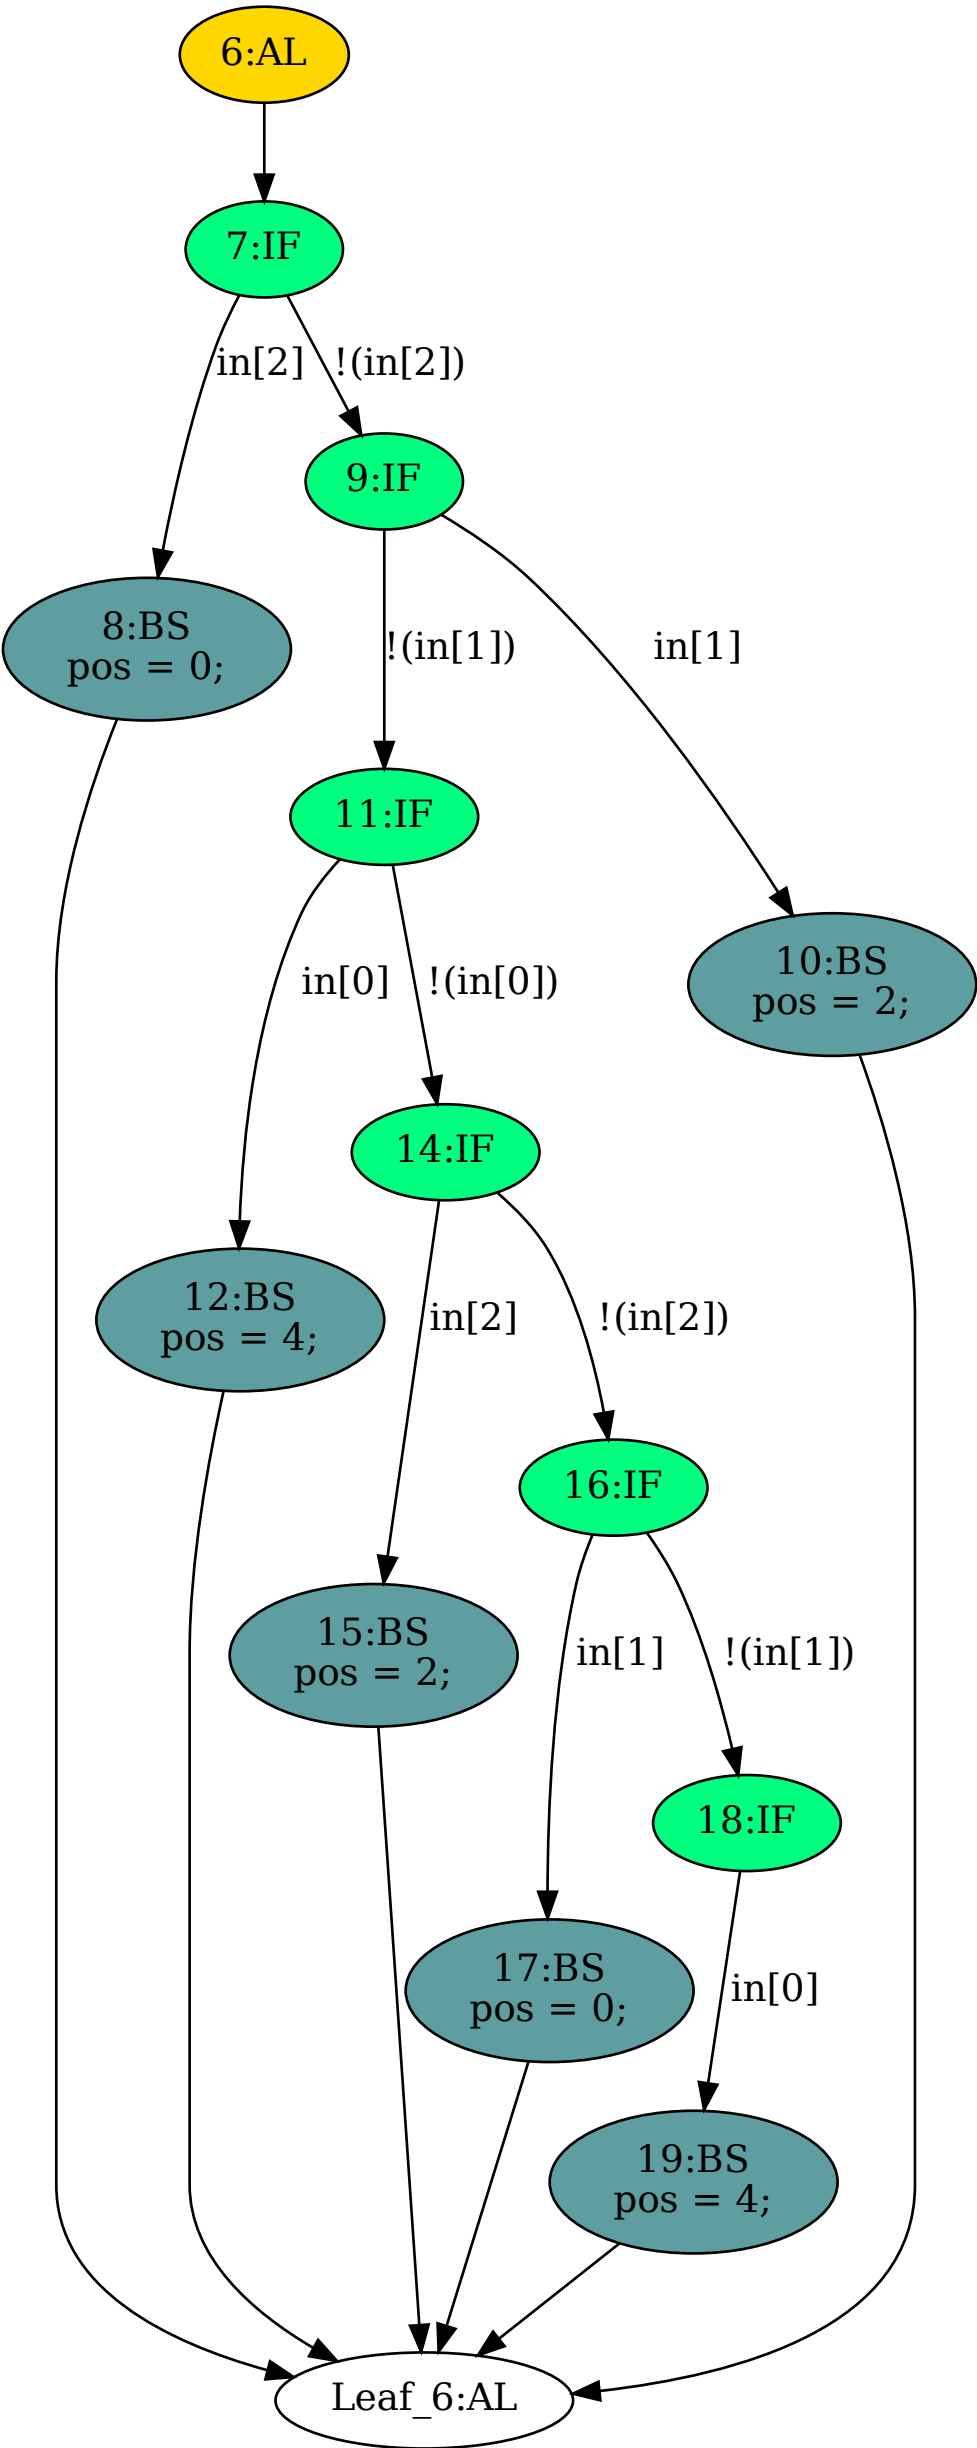 6:AL
7:IF
in[2]
!(in[2])
9:IF
8:BS
pos = 0;
!(in[1])
in[1]
11:IF
10:BS
pos = 2;
in[0]
!(in[0])
14:IF
12:BS
pos = 4;
in[2]
!(in[2])
16:IF
15:BS
pos = 2;
in[1]
!(in[1])
18:IF
17:BS
pos = 0;
in[0]
19:BS
pos = 4;
Leaf_6:AL